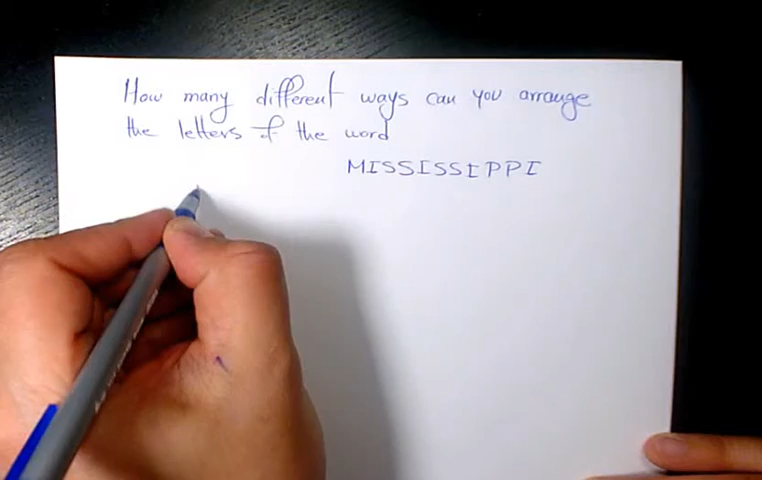 How many different ways can you arrange
the letters of the word
MISSISSIPPI